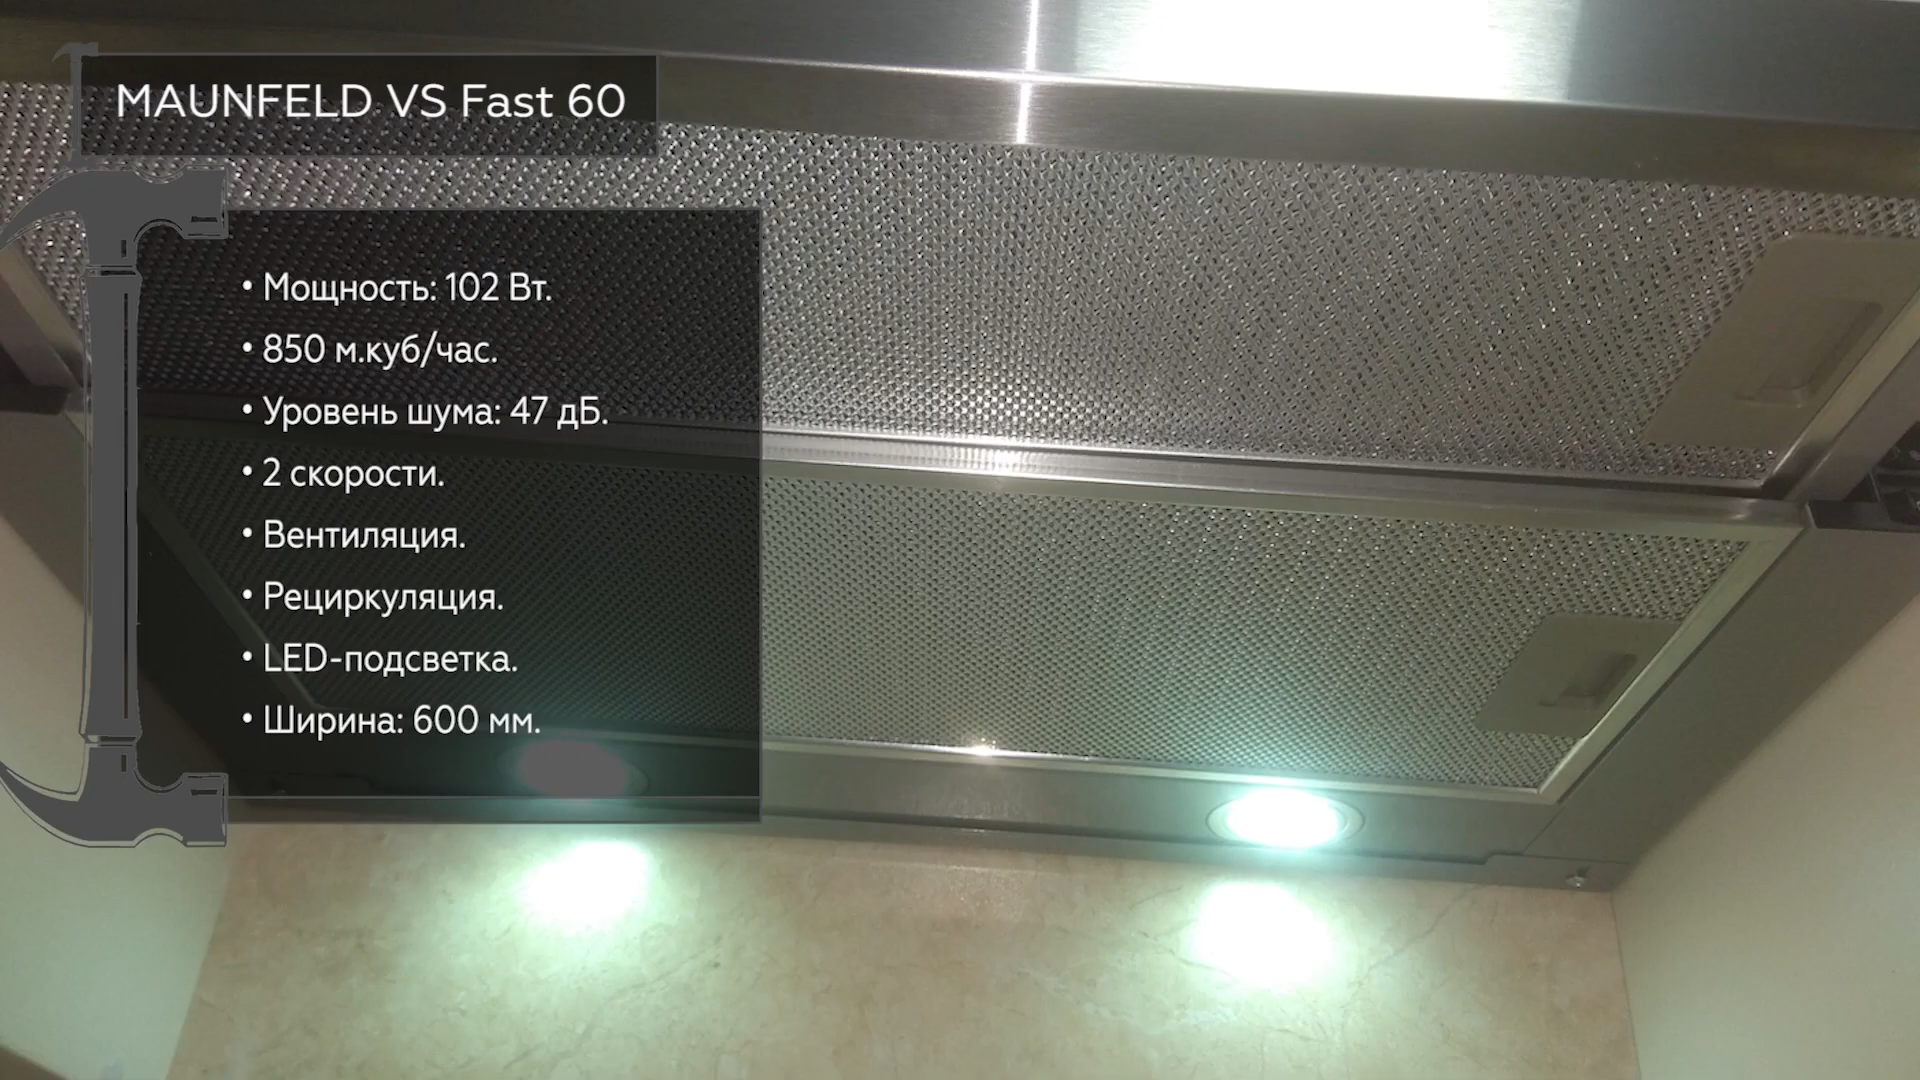 MAUNFELD VS Fast 60
• Мощность: 102 Вт.
• 850 м.куб/час.
• Уровень шума: 47 дБ.
• 2 скорости.
• Вентиляция.
• Рециркуляция.
• LED-подсветка.
• Ширина: 600 мм.